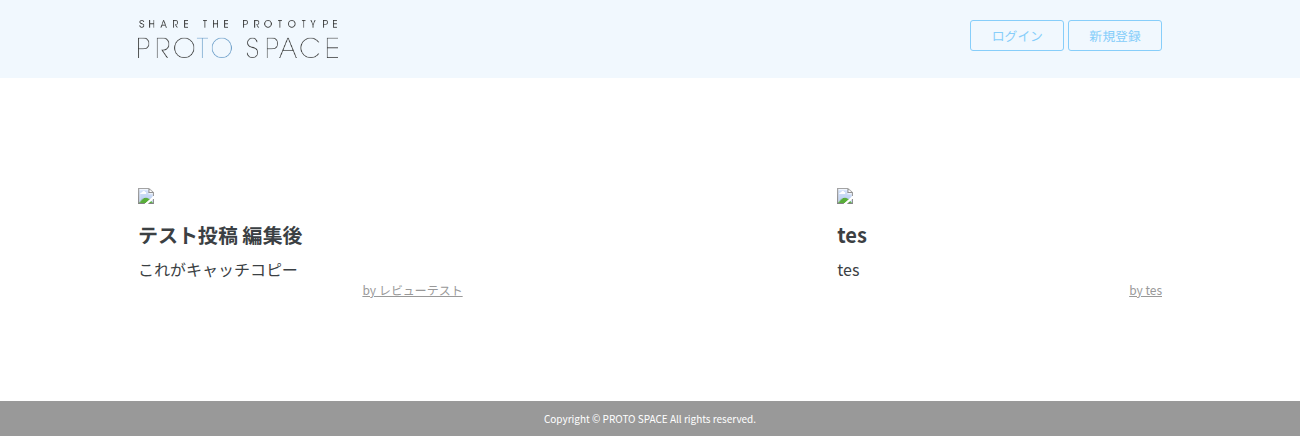 SHARE THE PROTOTYPE
PROTO SPACE
ログイン
新規登録
テスト投稿 編集後
これがキャッチコピー
by レビューテスト
tes
tes
by tes
Copyright © PROTO SPACE All rights reserved.